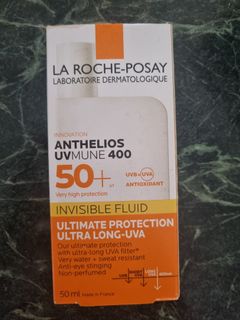 LA ROCHE-POSAY
LABORATOIRE DERMATOLOGIQUE
INNOVATION
ANTHELIOS
UVMUNE 400
50+
Very high protection
UVB+UVA
ANTIOXIDANT
INVISIBLE FLUID
ULTIMATE PROTECTION
ULTRA LONG-UVA
Our ultimate protection
with ultra-long UVA filter*
Very water + sweat resistant
Anti-eye stinging
Non-perfumed
50ml Made in France